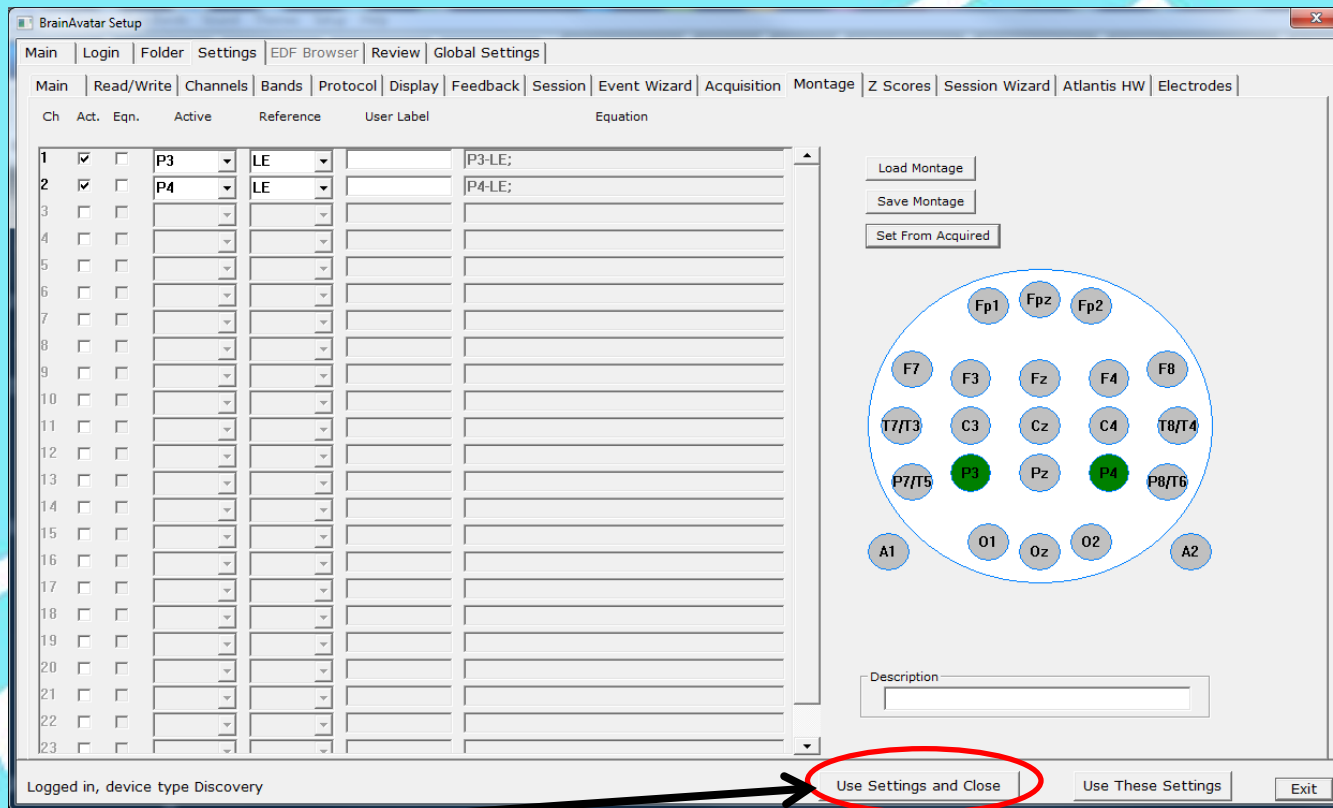 BrainAvatar Setup
Main Login Folder Settings EDF Browser Review Global Settings
Main Read/Write Channels Bands Protocol Display Feedback Session Event Wizard Acquisition Montage Z Scores Session Wizard Atlantis HW Electrodes
Ch Act. Eqn. Active Reference User Label Equation
1 P3 LE P3-LE;
2 P4 LE P4-LE;
3
4
5
6
7
8
9
10
11
12
13
14
15
16
17
18
19
20
21
22
23
Load Montage
Save Montage
Set From Acquired
Fp1 Fpz Fp2
F7 F3 Fz F4 F8
T7/T3 C3 Cz C4 T8/T4
P7/T5 P3 Pz P4 P8/T6
A1 O1 Oz O2 A2
Description
Logged in, device type Discovery
Use Settings and Close
Use These Settings
Exit